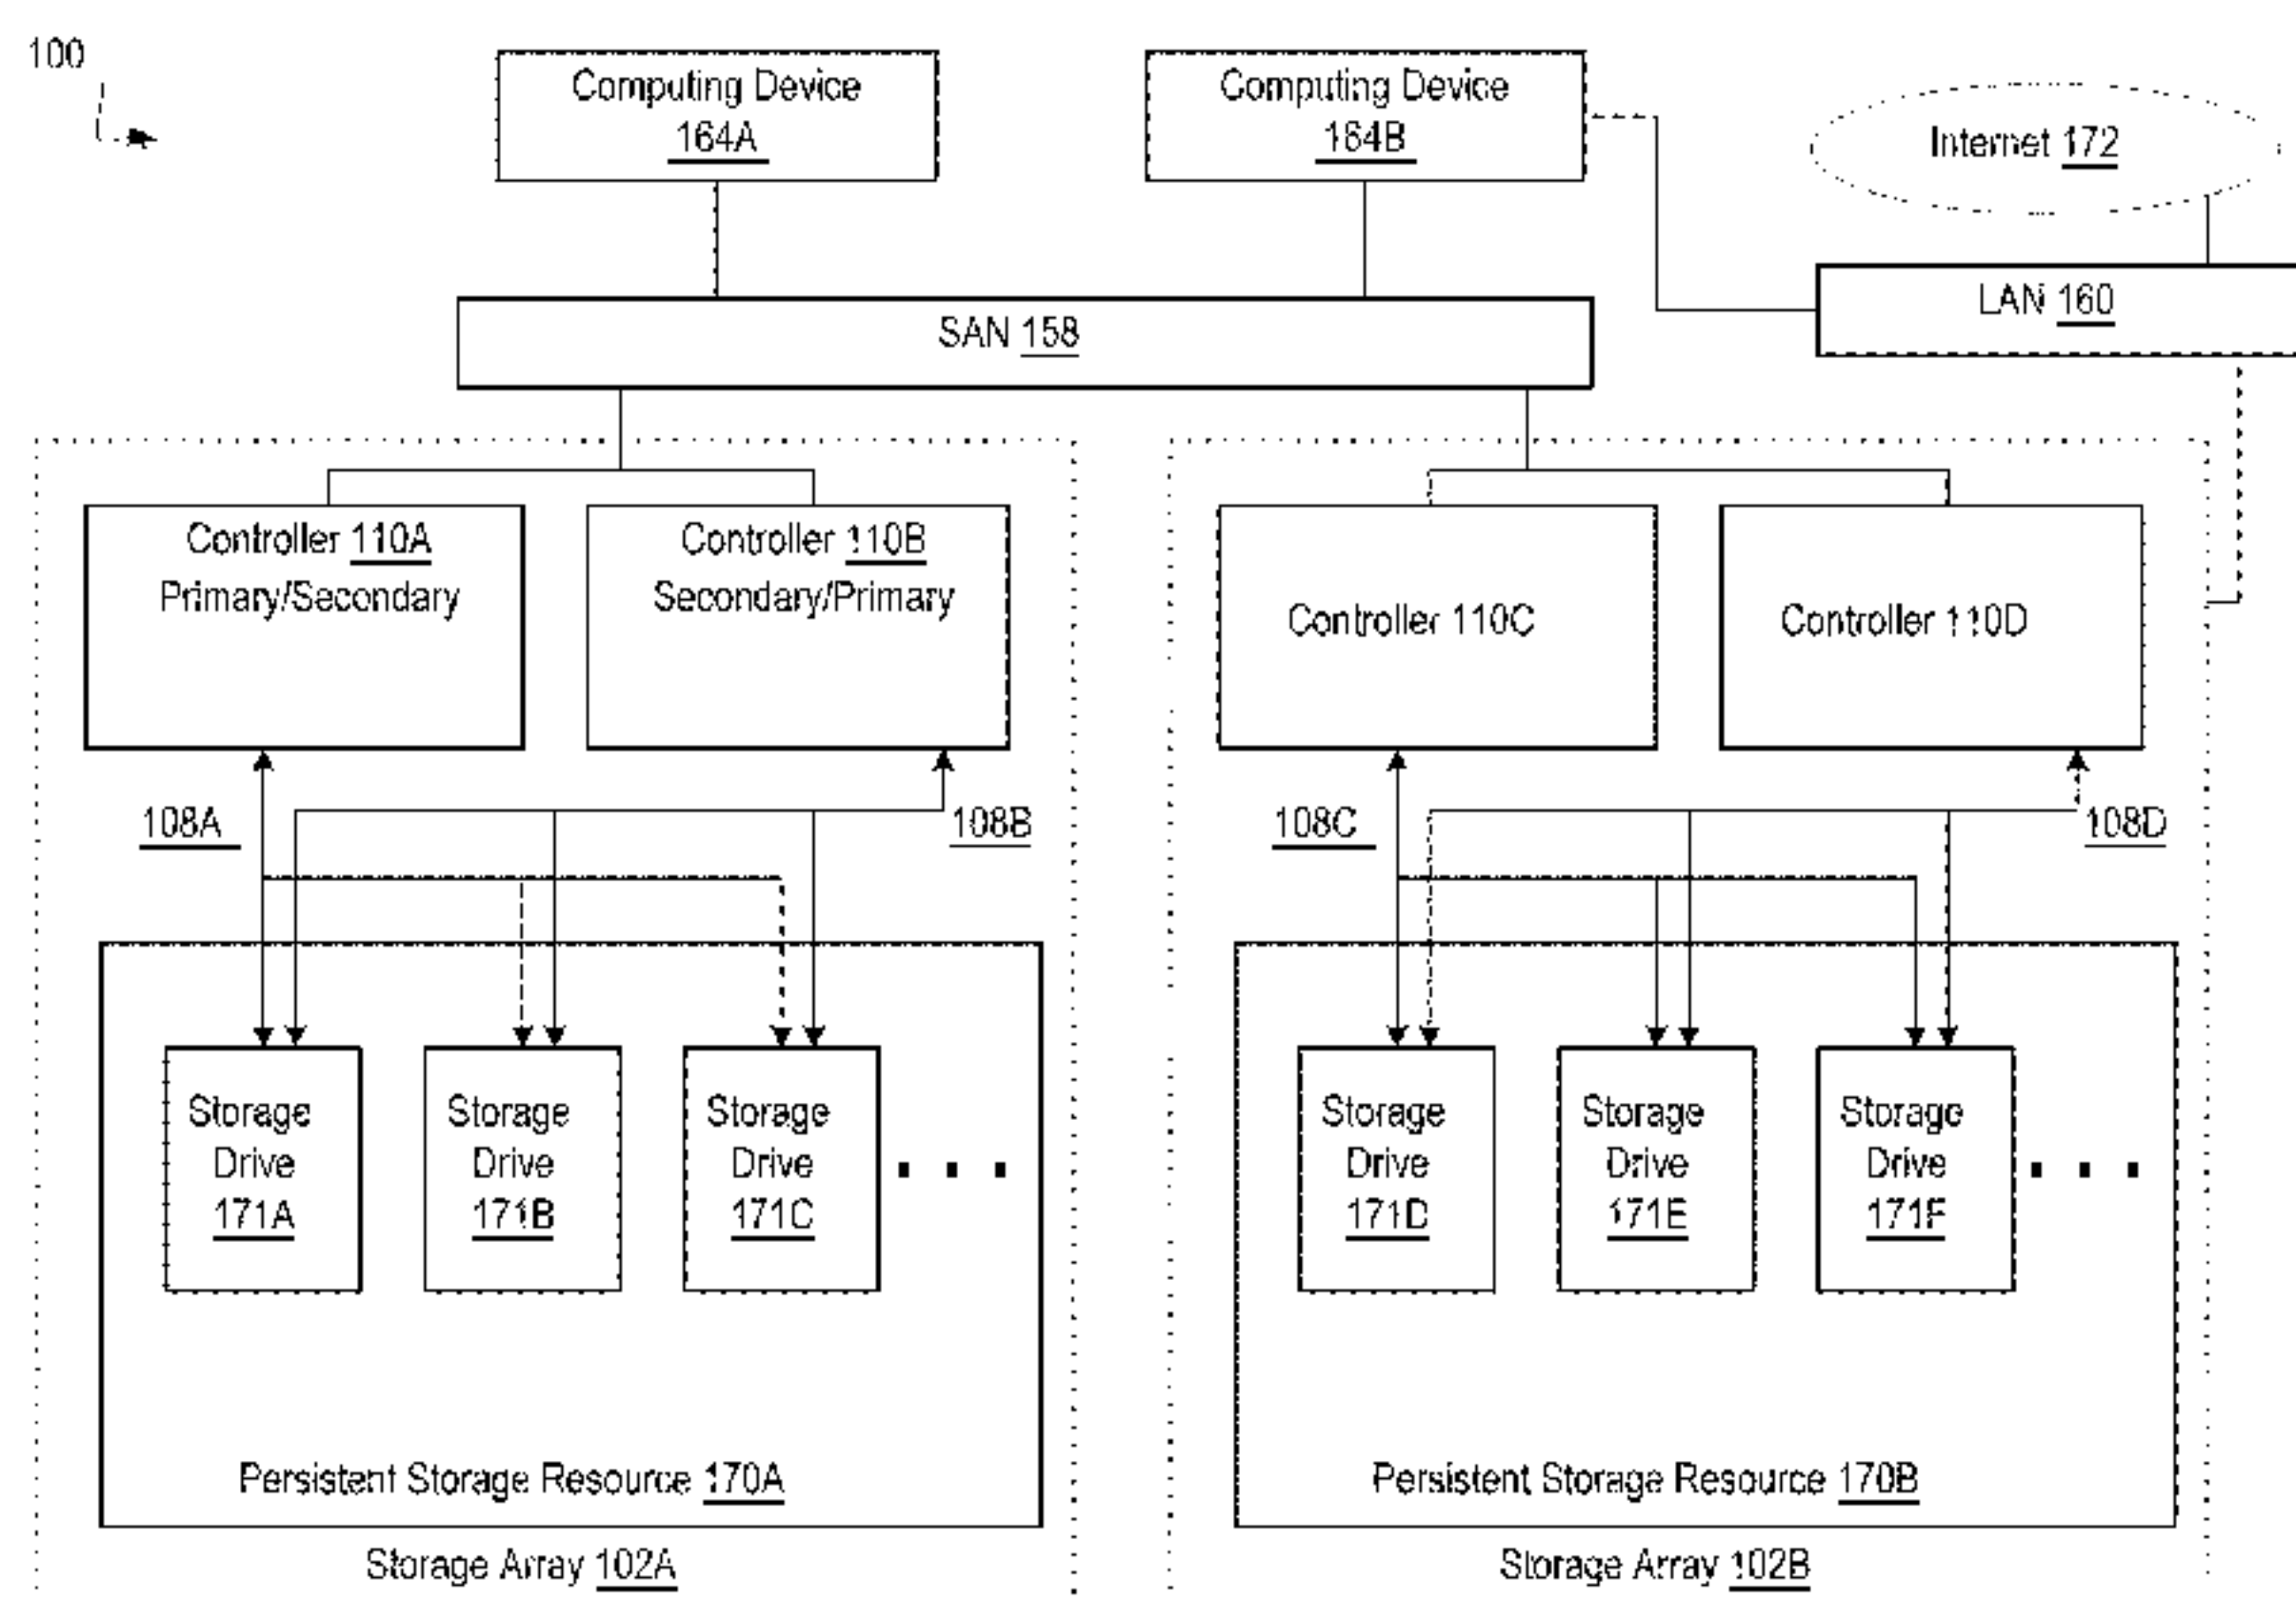 100
Computing Device
164A
Computing Device
164B
Internet 172
LAN 160
SAN 158
Controller 110A
Primary/Secondary
Controller 110B
Secondary/Primary
Controller 110C
Controller 110D
108A
108B
108C
108D
Storage
Drive
171A
Storage
Drive
171B
Storage
Drive
171C
Storage
Drive
171D
Storage
Drive
171E
Storage
Drive
171F
Persistent Storage Resource 170A
Persistent Storage Resource 170B
Storage Array 102A
Storage Array 102B